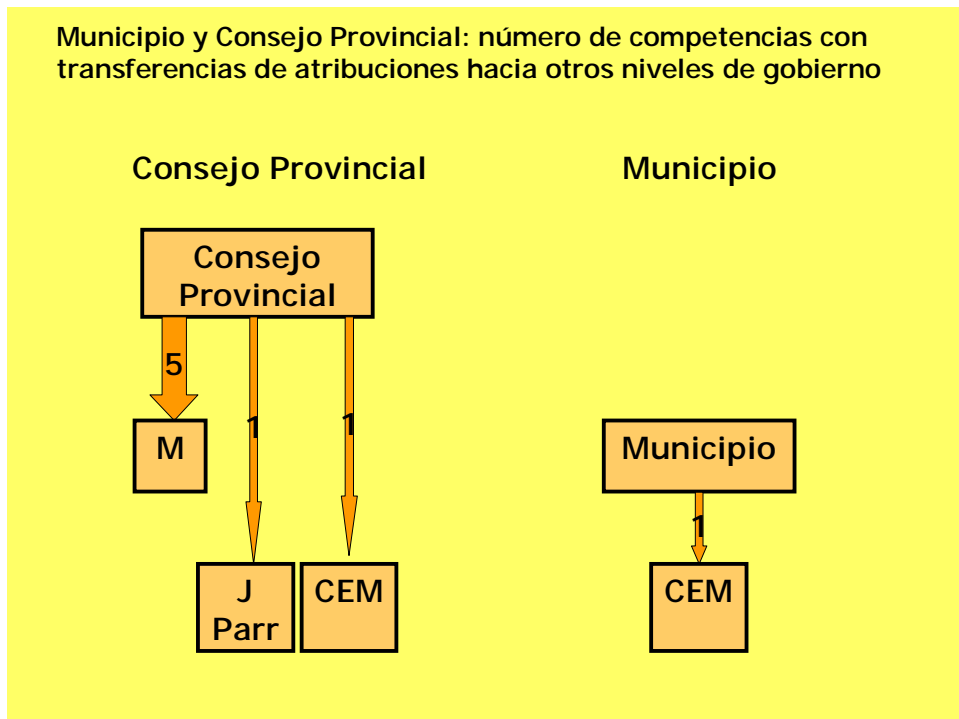 Municipio y Consejo Provincial: número de competencias con
transferencias de atribuciones hacia otros niveles de gobierno
Consejo Provincial
Municipio
Consejo
Provincial
5
1
1
M
Municipio
1
J
Parr
CEM
CEM